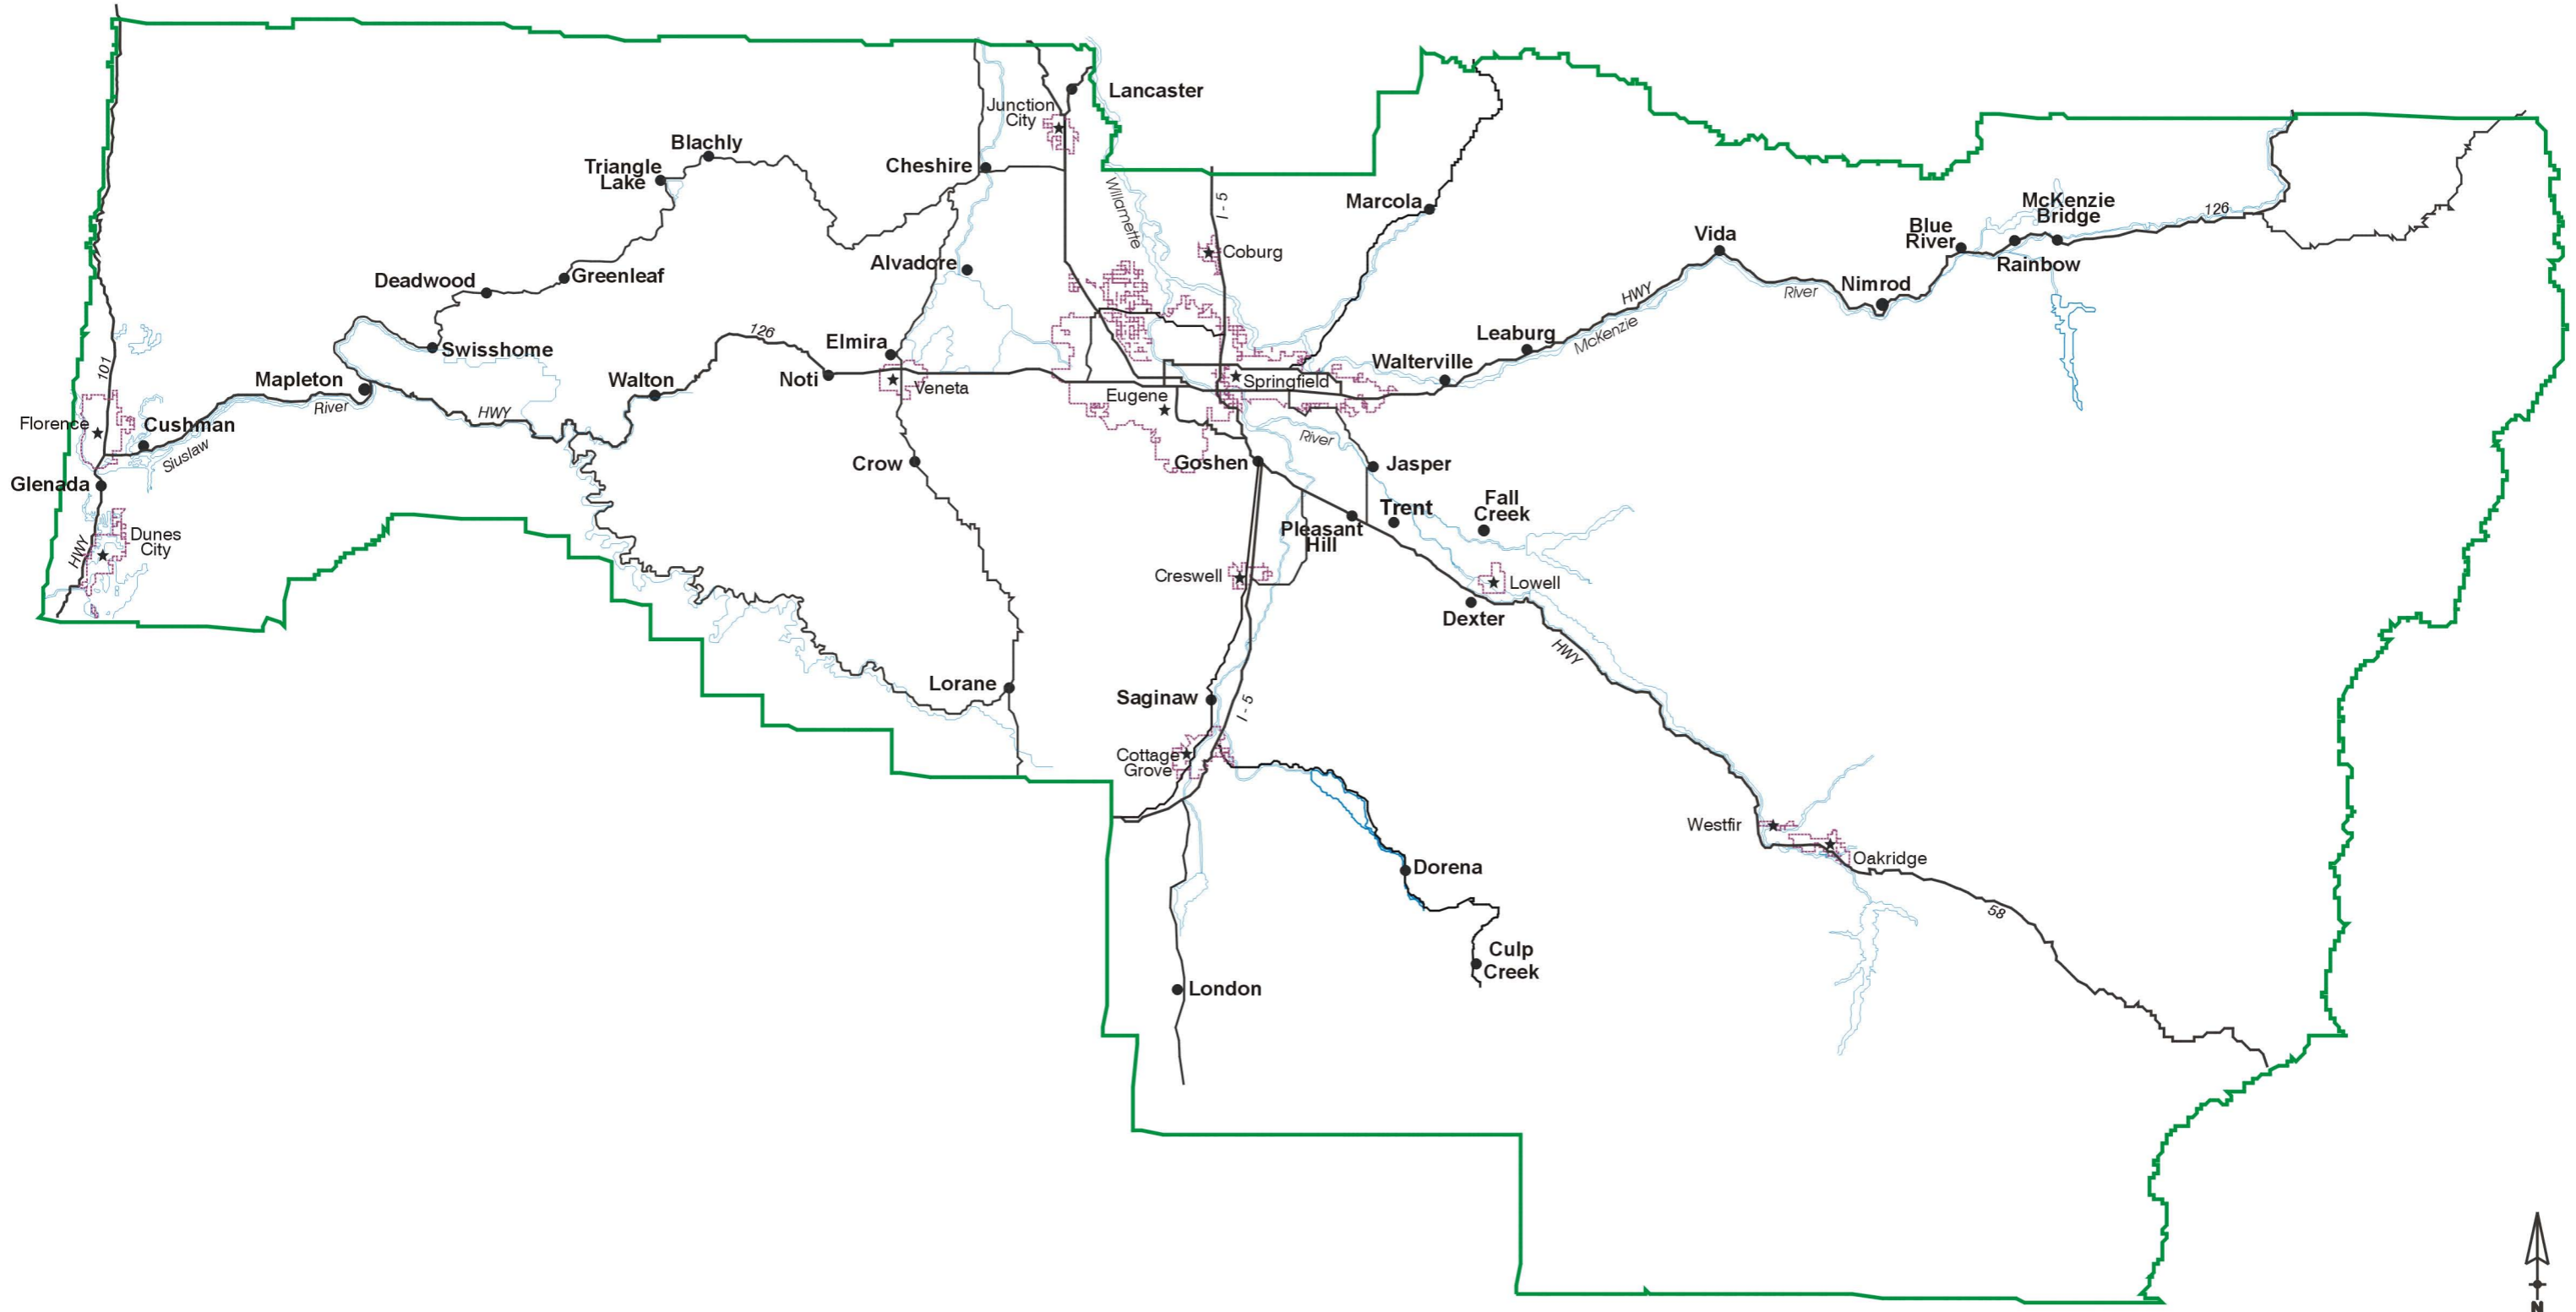 Lancaster
Junction
City
Blachly
Triangle
Lake
Cheshire
Willamette
I - 5
Marcola
McKenzie
Bridge
126
Blue
River
Vida
Rainbow
Coburg
Alvadore
Greenleaf
Deadwood
Nimrod
River
HWY
McKenzie
Leaburg
126
Elmira
Swisshome
101
Walterville
Noti
Veneta
Springfield
Walton
Mapleton
River
Eugene
HWY
Florence
Cushman
Siuslaw
River
Crow
Goshen
Jasper
Glenada
Fall
Creek
Trent
Pleasant
Hill
Dunes
City
HWY
Creswell
Lowell
Dexter
HWY
Lorane
Saginaw
I - 5
Cottage
Grove
Westfir
Oakridge
Dorena
58
Culp
Creek
London
N